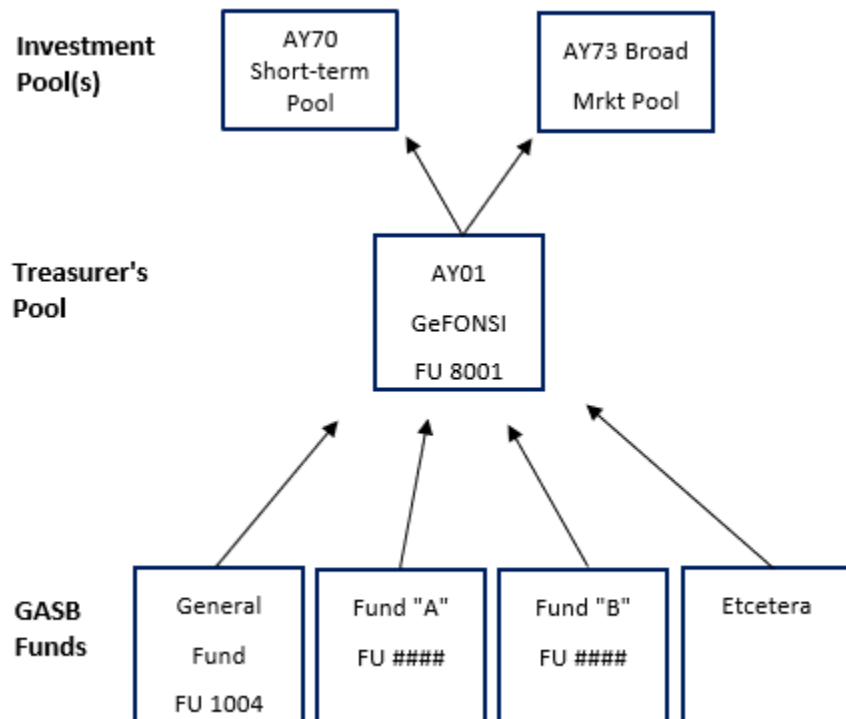 Investment
Pool(s)
AY70
Short-term
Pool
AY73 Broad
Mrkt Pool
Treasurer's
Pool
AY01
GeFONSI
FU 8001
GASB
Funds
General
Fund
FU 1004
Fund "A"
FU ####
Fund "B"
FU ####
Etcetera